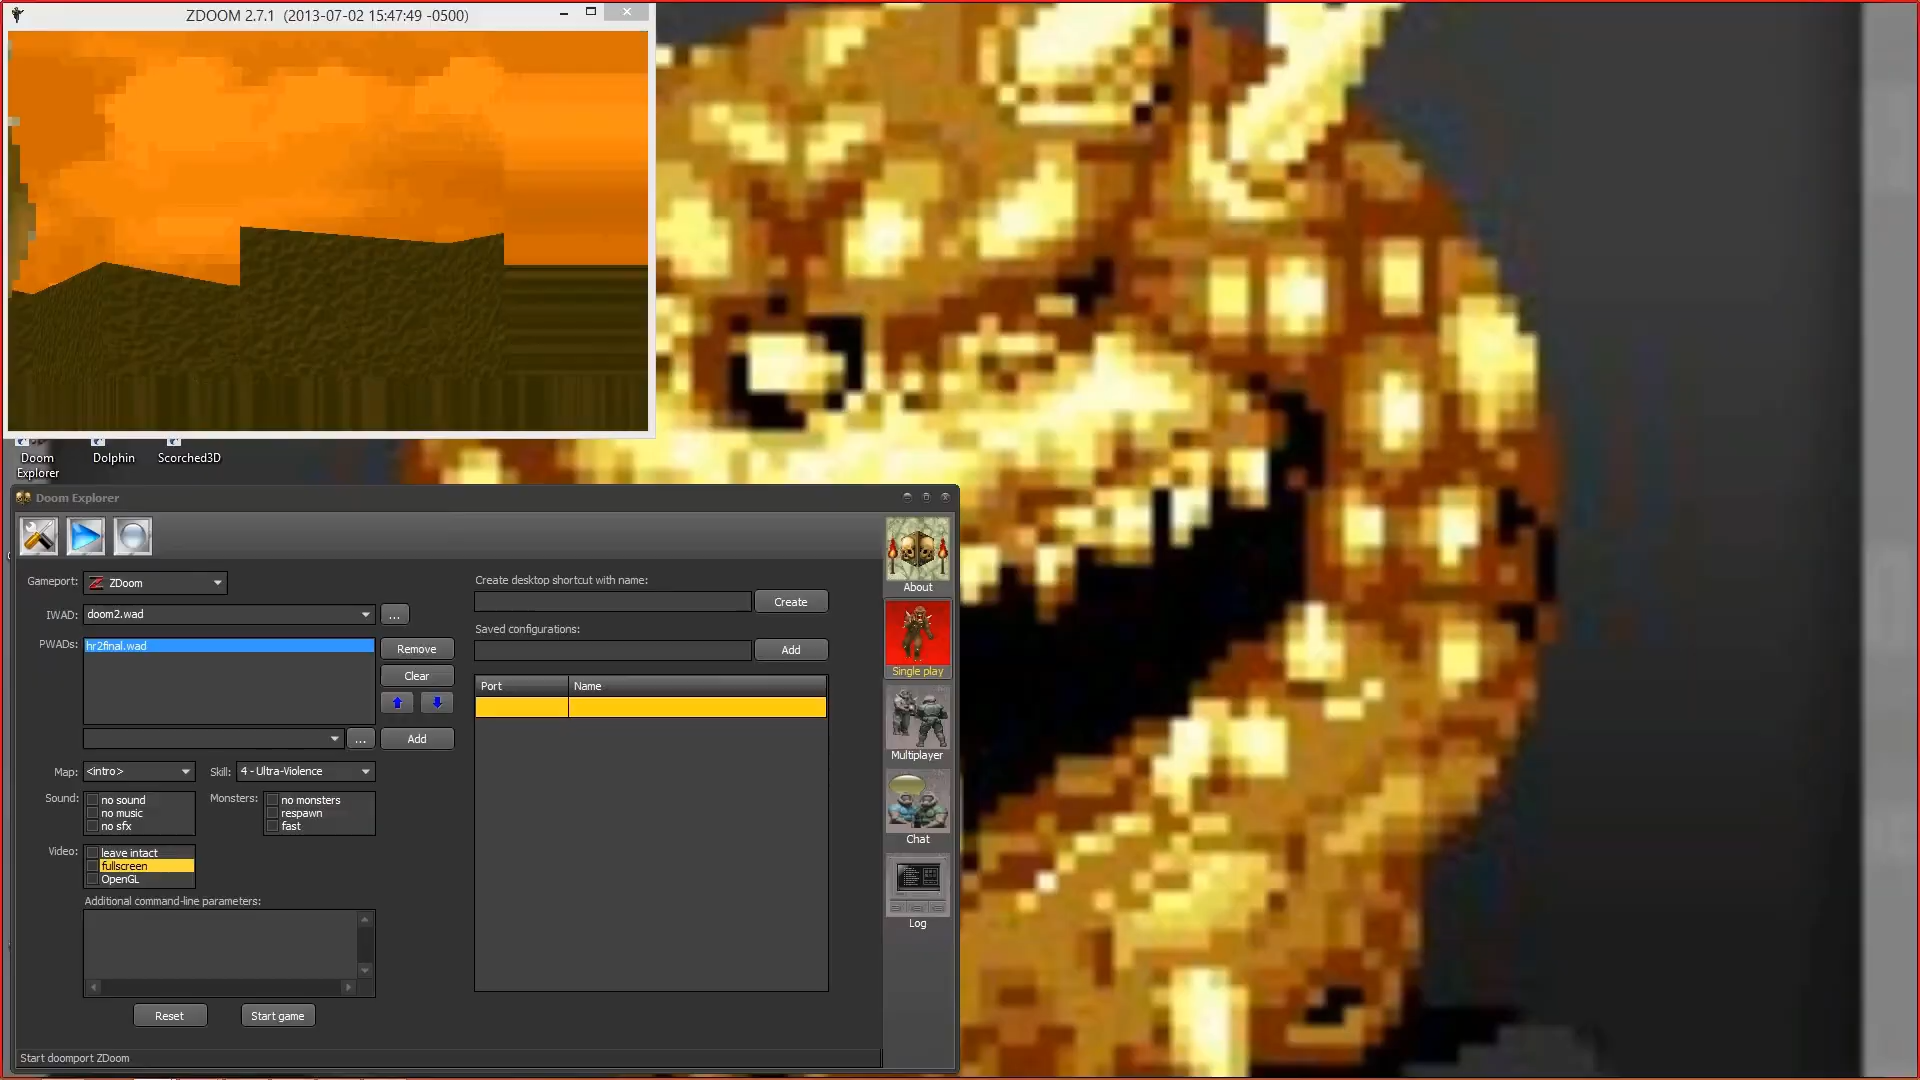 ZDOOM 2.7.1 (2013-07-02 15:47:49 -0500)
Doom Explorer
Dolphin
Scorched3D
Doom Explorer
Gameport: ZDoom
IWAD: doom2.wad ...
PWADs: hr2final.wad
Remove
Clear
... Add
Map: <intro> Skill: 4 - Ultra-Violence
Sound: no sound
no music
no sfx
Monsters: no monsters
respawn
fast
Video: leave intact
fullscreen
OpenGL
Additional command-line parameters:
Reset Start game
Create desktop shortcut with name:
Create
Saved configurations:
Add
Port Name
About
Single play
Multiplayer
Chat
Log
Start doomport ZDoom